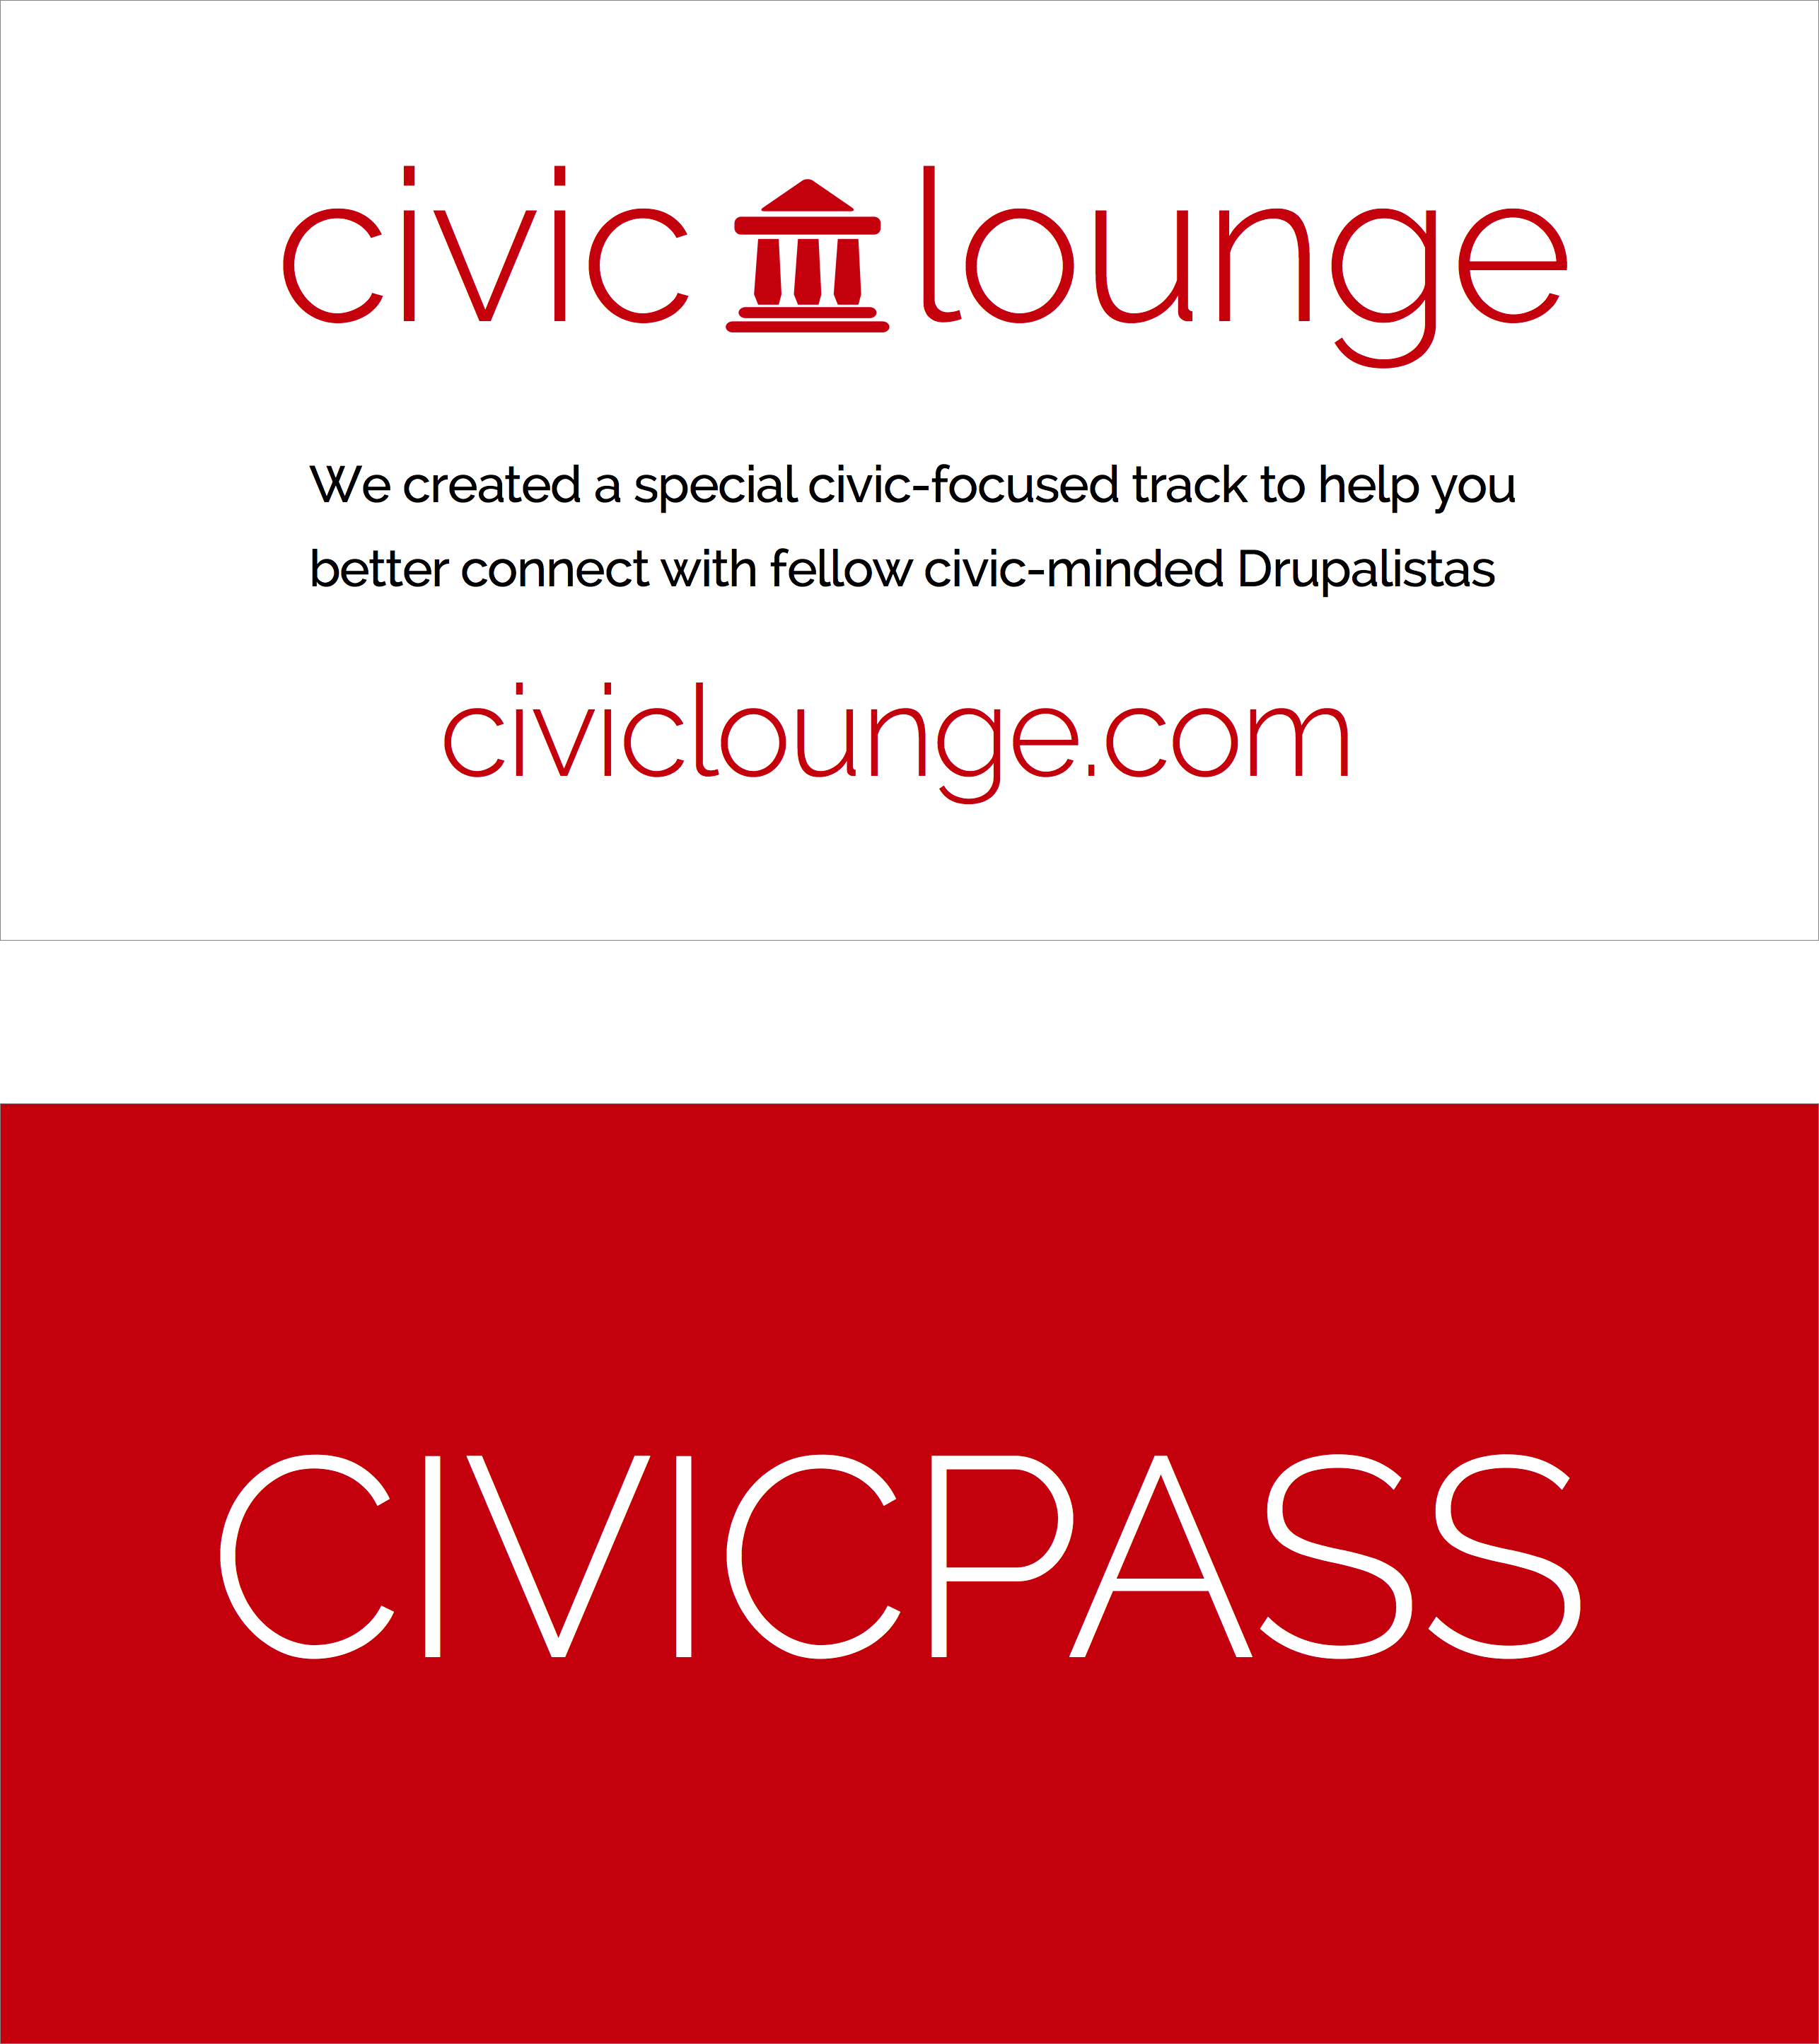 civic lounge
We created a special civic-focused track to help you
better connect with fellow civic-minded Drupalistas
civiclounge.com
CIVICPASS